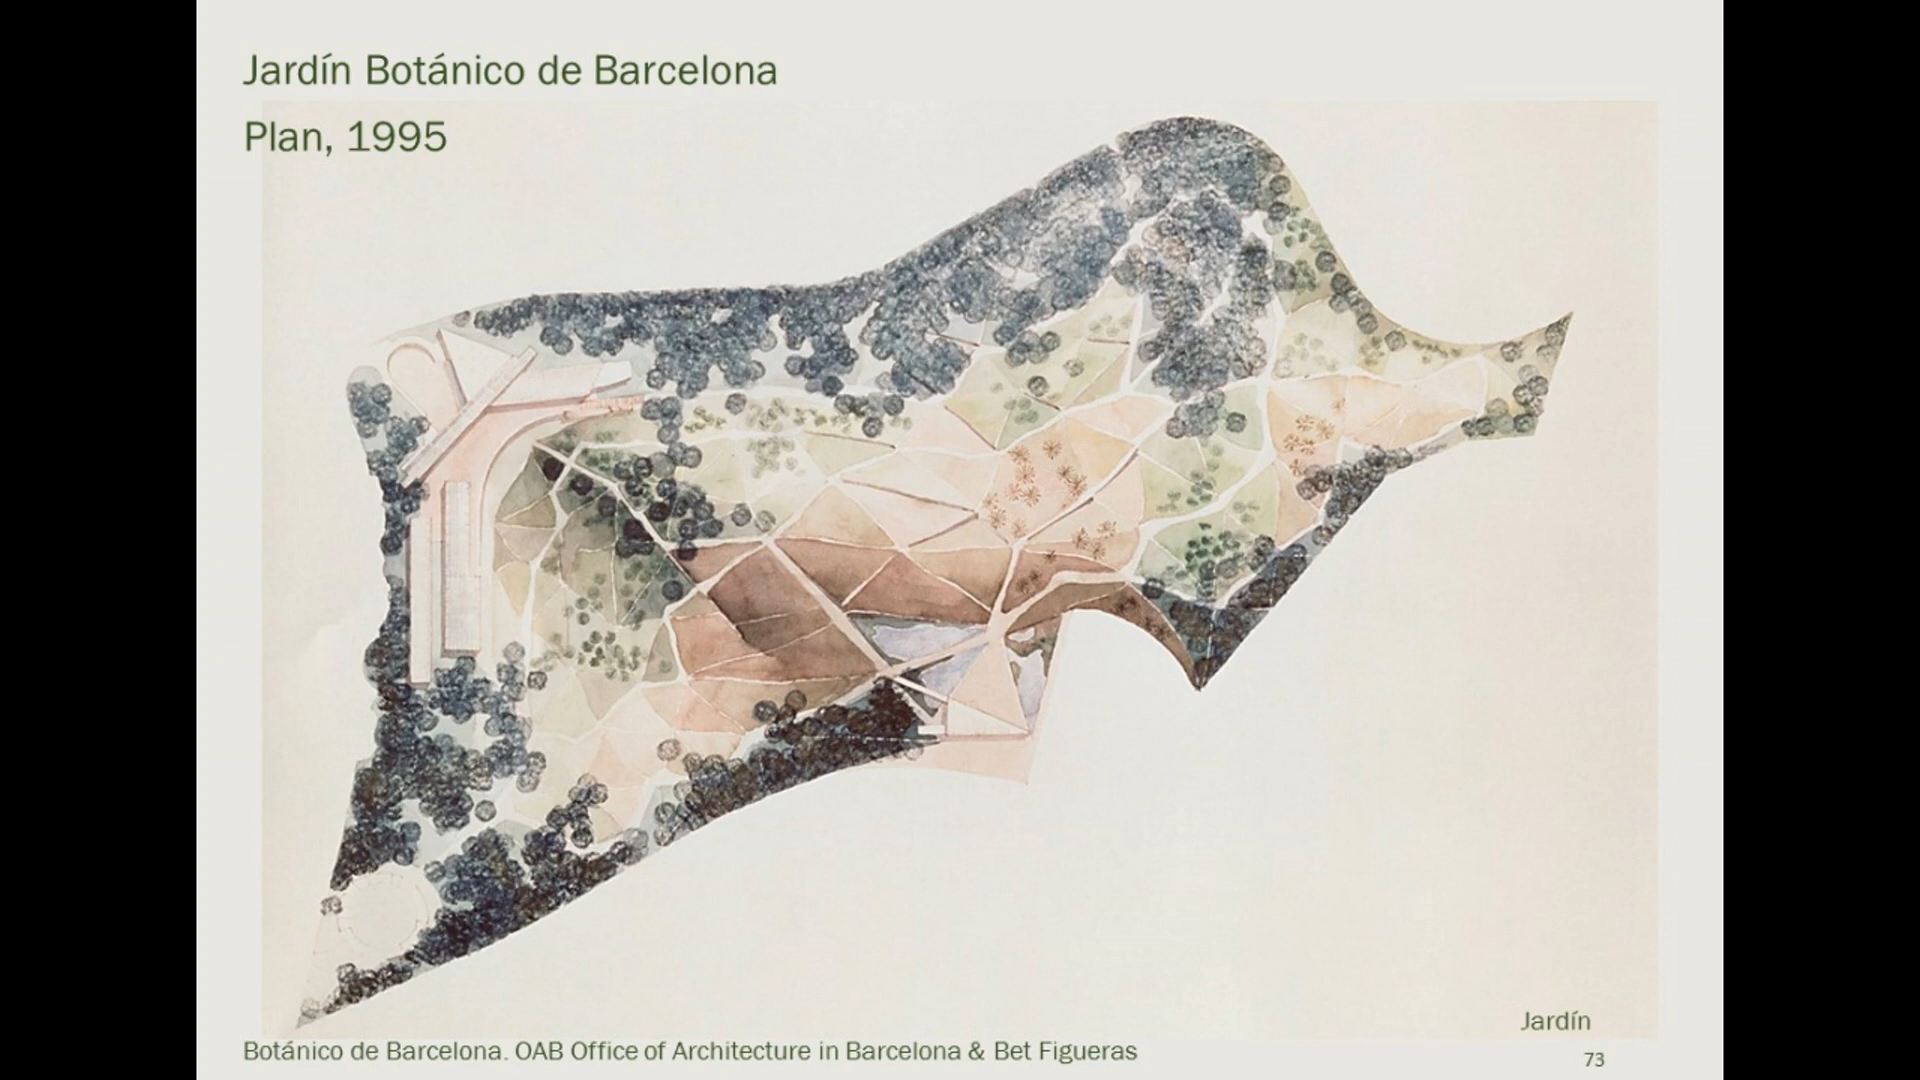 Jardín Botánico de Barcelona
Plan, 1995
Jardín
Botánico de Barcelona. OAB Office of Architecture in Barcelona & Bet Figueras
73